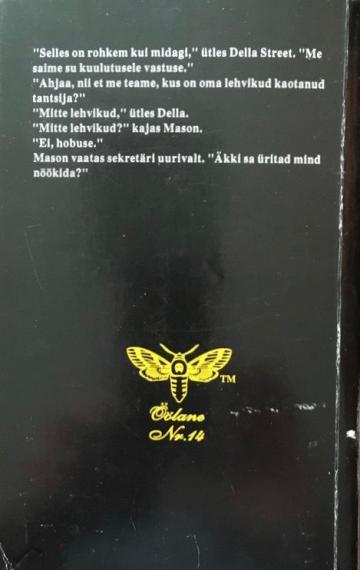 "Selles on rohkem kui midagi," ütles Della Street. "Me
saime su kuulutusele vastuse."
"Ahjaa, nii et me teame, kus on oma lehvikud kaotanud
tantsija?"
"Mitte lehvikud," ütles Della.
"Mitte lehvikud?" kajas Mason.
"Ei, hobuse."
Mason vaatas sekretäri uurivalt. "Äkki sa üritad mind
nöökida?"
TM
Öölane
Nr.14